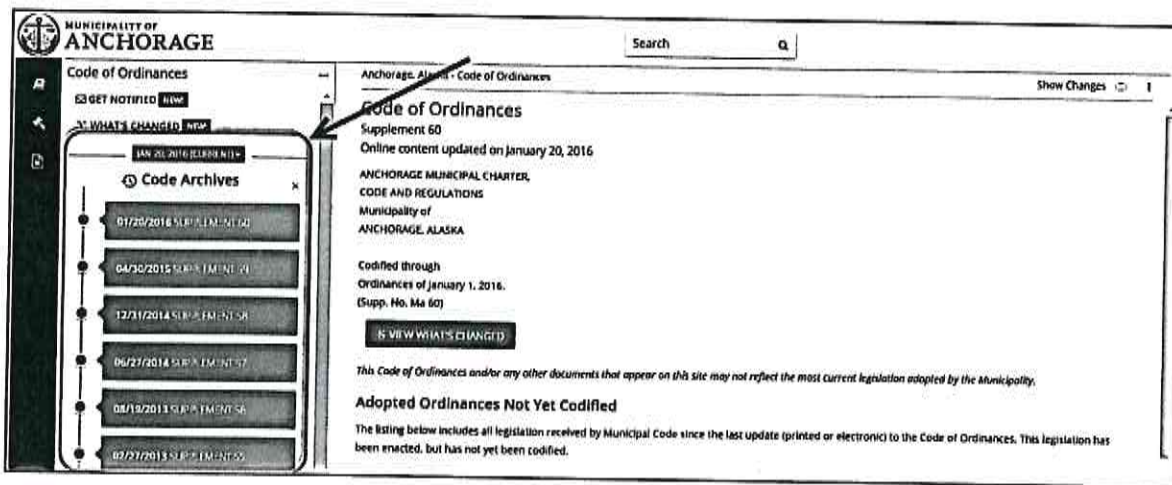 MUNICIPALITY OF
ANCHORAGE
Search
Code of Ordinances
GET NOTIFIED NEW!
WHAT'S CHANGED NEW!
JAN 20, 2016 (CURRENT)
Code Archives
×
01/20/2016 SUPPLEMENT 60
04/30/2015 SUPPLEMENT 59
12/31/2014 SUPPLEMENT 58
06/27/2014 SUPPLEMENT 57
08/19/2013 SUPPLEMENT 56
02/27/2013 SUPPLEMENT 55
Anchorage, Alaska - Code of Ordinances
Show Changes
Code of Ordinances
Supplement 60
Online content updated on January 20, 2016
ANCHORAGE MUNICIPAL CHARTER,
CODE AND REGULATIONS
Municipality of
ANCHORAGE, ALASKA
Codified through
Ordinances of January 1, 2016.
(Supp. No. Ma 60)
VIEW WHAT'S CHANGED
This Code of Ordinances and/or any other documents that appear on this site may not reflect the most current legislation adopted by the Municipality.
Adopted Ordinances Not Yet Codified
The listing below includes all legislation received by Municipal Code since the last update (printed or electronic) to the Code of Ordinances. This legislation has
been enacted, but has not yet been codified.